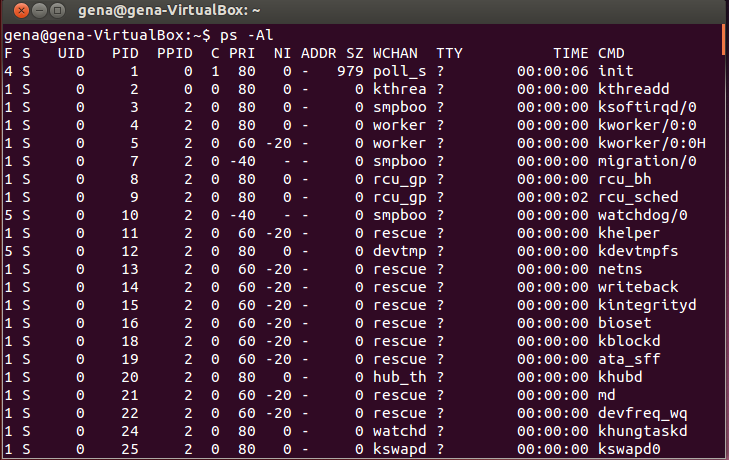 gena@gena-VirtualBox: ~
gena@gena-VirtualBox:~$ ps -Al
F S   UID   PID  PPID  C PRI  NI ADDR SZ WCHAN  TTY          TIME CMD
4 S     0     1     0  1  80   0 -   979 poll_s ?        00:00:06 init
1 S     0     2     0  0  80   0 -     0 kthrea ?        00:00:00 kthreadd
1 S     0     3     2  0  80   0 -     0 smpboo ?        00:00:00 ksoftirqd/0
1 S     0     4     2  0  80   0 -     0 worker ?        00:00:00 kworker/0:0
1 S     0     5     2  0  60 -20 -     0 worker ?        00:00:00 kworker/0:0H
1 S     0     7     2  0 -40   - -     0 smpboo ?        00:00:00 migration/0
1 S     0     8     2  0  80   0 -     0 rcu_gp ?        00:00:00 rcu_bh
1 S     0     9     2  0  80   0 -     0 rcu_gp ?        00:00:02 rcu_sched
5 S     0    10     2  0 -40   - -     0 smpboo ?        00:00:00 watchdog/0
1 S     0    11     2  0  60 -20 -     0 rescue ?        00:00:00 khelper
5 S     0    12     2  0  80   0 -     0 devtmp ?        00:00:00 kdevtmpfs
1 S     0    13     2  0  60 -20 -     0 rescue ?        00:00:00 netns
1 S     0    14     2  0  60 -20 -     0 rescue ?        00:00:00 writeback
1 S     0    15     2  0  60 -20 -     0 rescue ?        00:00:00 kintegrityd
1 S     0    16     2  0  60 -20 -     0 rescue ?        00:00:00 bioset
1 S     0    18     2  0  60 -20 -     0 rescue ?        00:00:00 kblockd
1 S     0    19     2  0  60 -20 -     0 rescue ?        00:00:00 ata_sff
1 S     0    20     2  0  80   0 -     0 hub_th ?        00:00:00 khubd
1 S     0    21     2  0  60 -20 -     0 rescue ?        00:00:00 md
1 S     0    22     2  0  60 -20 -     0 rescue ?        00:00:00 devfreq_wq
1 S     0    24     2  0  80   0 -     0 watchd ?        00:00:00 khungtaskd
1 S     0    25     2  0  80   0 -     0 kswapd ?        00:00:00 kswapd0